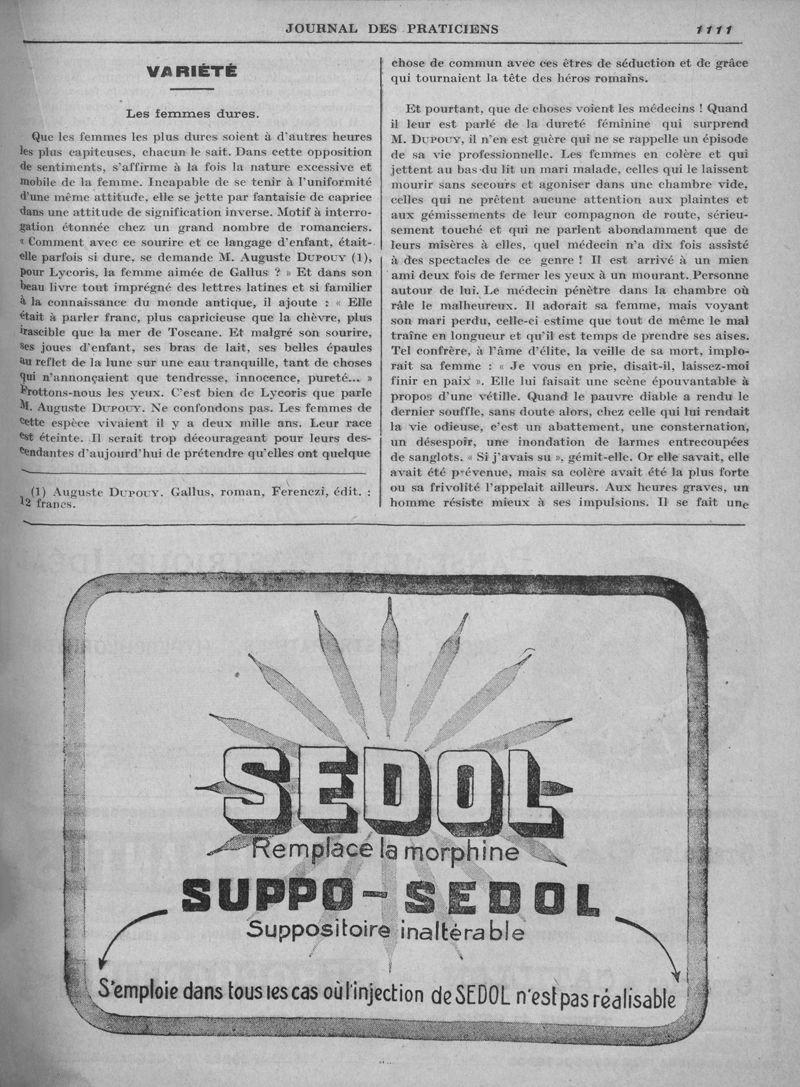 JOURNAL DES PRATICIENS
1111
VARIÉTÉ
Les femmes dures.
Que les femmes les plus dures soient à d'autres heures
les plus capiteuses, chacun le sait. Dans cette opposition
de sentiments, s'affirme à la fois la nature excessive et
mobile de la femme. Incapable de se tenir à l'uniformité
d'une même attitude, elle se jette par fantaisie de caprice
dans une attitude de signification inverse. Motif à interro-
gation étonnée chez un grand nombre de romanciers.
« Comment avec ce sourire et ce langage d'enfant, était-
elle parfois si dure, se demande M. Auguste DUPOUY (1),
pour Lycoris, la femme aimée de Gallus ? » Et dans son
beau livre tout imprégné des lettres latines et si familier
à la connaissance du monde antique, il ajoute : « Elle
était à parler franc, plus capricieuse que la chèvre, plus
irascible que la mer de Toscane. Et malgré son sourire,
ses joues d'enfant, ses bras de lait, ses belles épaules
au reflet de la lune sur une eau tranquille, tant de choses
qui n'annonçaient que tendresse, innocence, pureté... »
Frottons-nous les yeux. C'est bien de Lycoris que parle
M. Auguste DUPOUY. Ne confondons pas. Les femmes de
cette espèce vivaient il y a deux mille ans. Leur race
est éteinte. Il serait trop décourageant pour leurs des-
cendantes d'aujourd'hui de prétendre qu'elles ont quelque
(1) Auguste DUPOUY. Gallus, roman, Ferenczi, édit. :
12 francs.
chose de commun avec ces êtres de séduction et de grâce
qui tournaient la tête des héros romains.
Et pourtant, que de choses voient les médecins ! Quand
il leur est parlé de la dureté féminine qui surprend
M. DUPOUY, il n'en est guère qui ne se rappelle un épisode
de sa vie professionnelle. Les femmes en colère et qui
jettent au bas du lit un mari malade, celles qui le laissent
mourir sans secours et agoniser dans une chambre vide,
celles qui ne prêtent aucune attention aux plaintes et
aux gémissements de leur compagnon de route, sérieu-
sement touché et qui ne parlent abondamment que de
leurs misères à elles, quel médecin n'a dix fois assisté
à des spectacles de ce genre ! Il est arrivé à un mien
ami deux fois de fermer les yeux à un mourant. Personne
autour de lui. Le médecin pénètre dans la chambre où
râle le malheureux. Il adorait sa femme, mais voyant
son mari perdu, celle-ci estime que tout de même le mal
traîne en longueur et qu'il est temps de prendre ses aises.
Tel confrère, à l'âme d'élite, la veille de sa mort, implo-
rait sa femme : « Je vous en prie, disait-il, laissez-moi
finir en paix ». Elle lui faisait une scène épouvantable à
propos d'une vétille. Quand le pauvre diable a rendu le
dernier souffle, sans doute alors, chez celle qui lui rendait
la vie odieuse, c'est un abattement, une consternation,
un désespoir, une inondation de larmes entrecoupées
de sanglots. « Si j'avais su », gémit-elle. Or elle savait, elle
avait été prévenue, mais sa colère avait été la plus forte
ou sa frivolité l'appelait ailleurs. Aux heures graves, un
homme résiste mieux à ses impulsions. Il se fait une
SEDOL
Remplace la morphine
SUPPO-SEDOL
Suppositoire inaltérable
S'emploie dans tous les cas où l'injection de SEDOL n'est pas réalisable